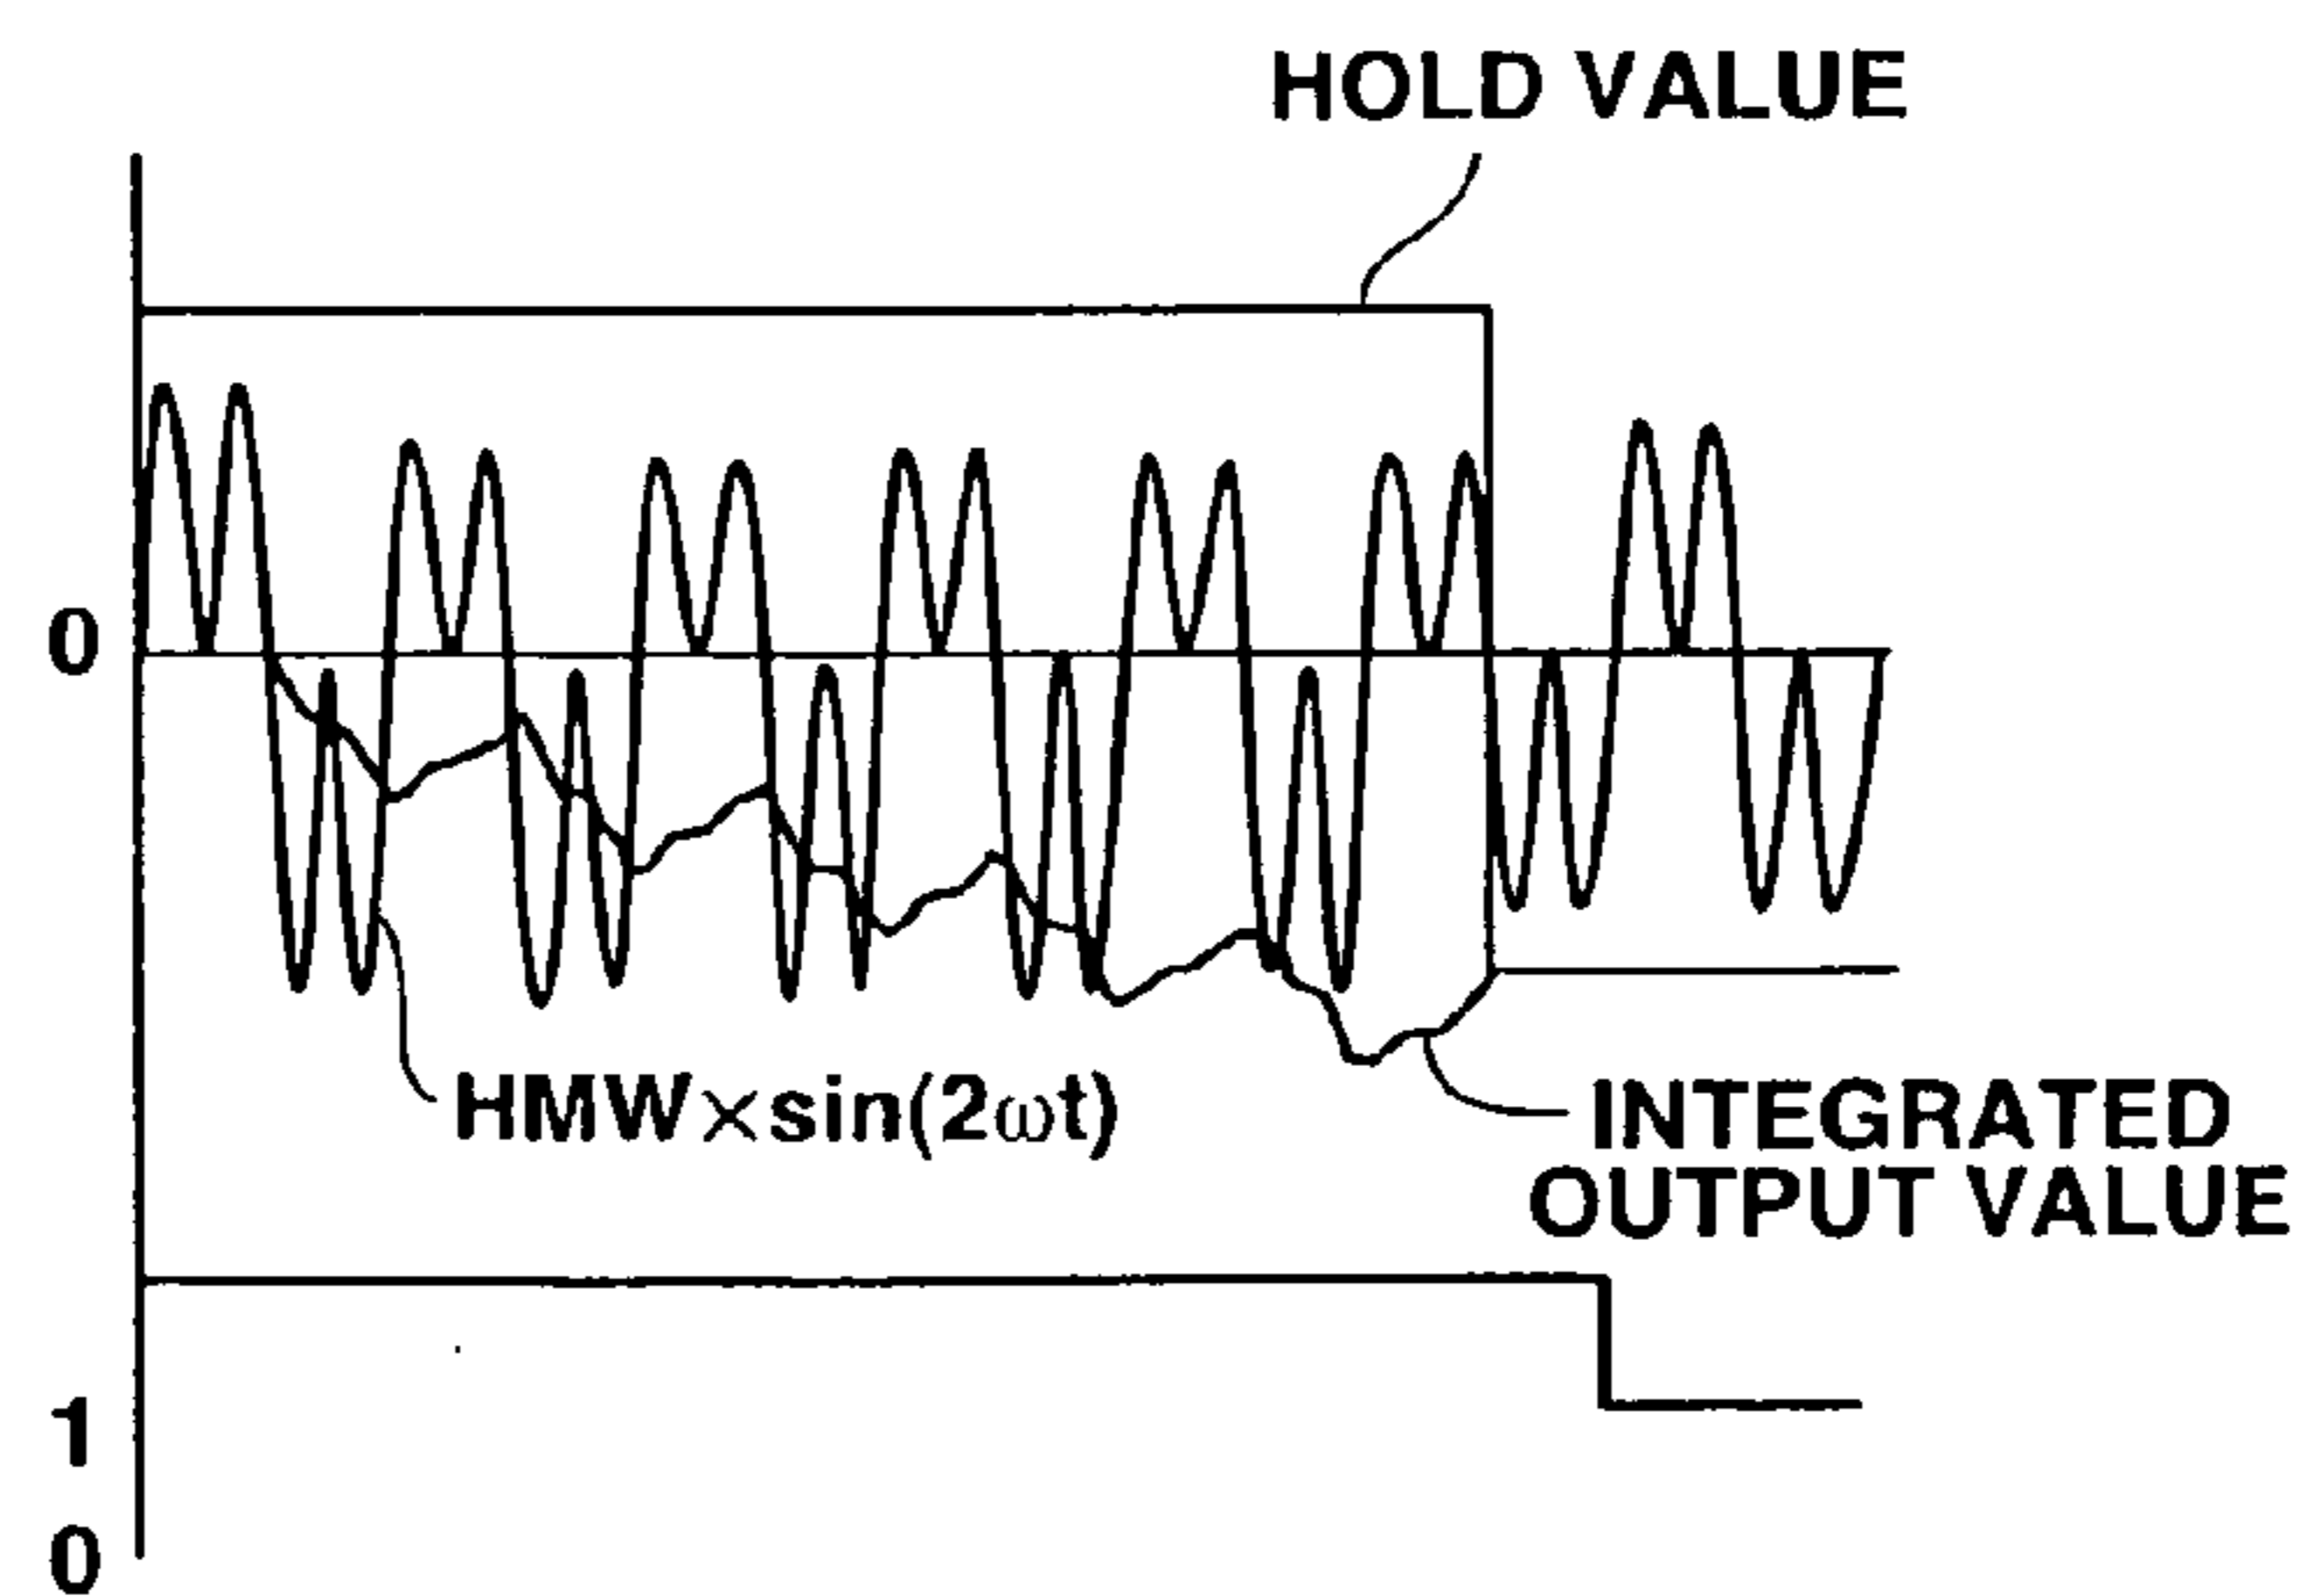 HOLD VALUE
0
HMW×sin(2ωt)
INTEGRATED
OUTPUT VALUE
1
0